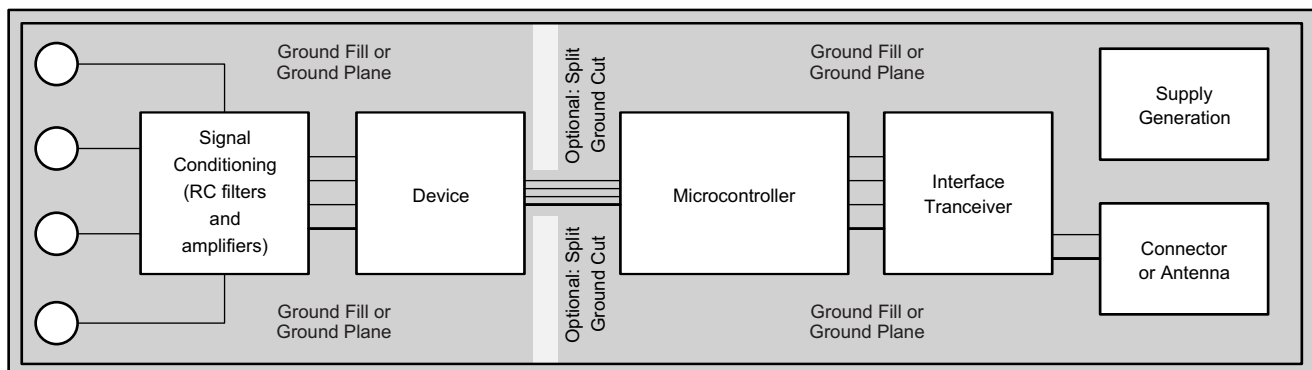 Ground Fill or
Ground Plane
Optional: Split
Ground Cut
Ground Fill or
Ground Plane
Supply
Generation
Signal
Conditioning
(RC filters
and
amplifiers)
Device
Microcontroller
Interface
Tranceiver
Connector
or Antenna
Ground Fill or
Ground Plane
Optional: Split
Ground Cut
Ground Fill or
Ground Plane